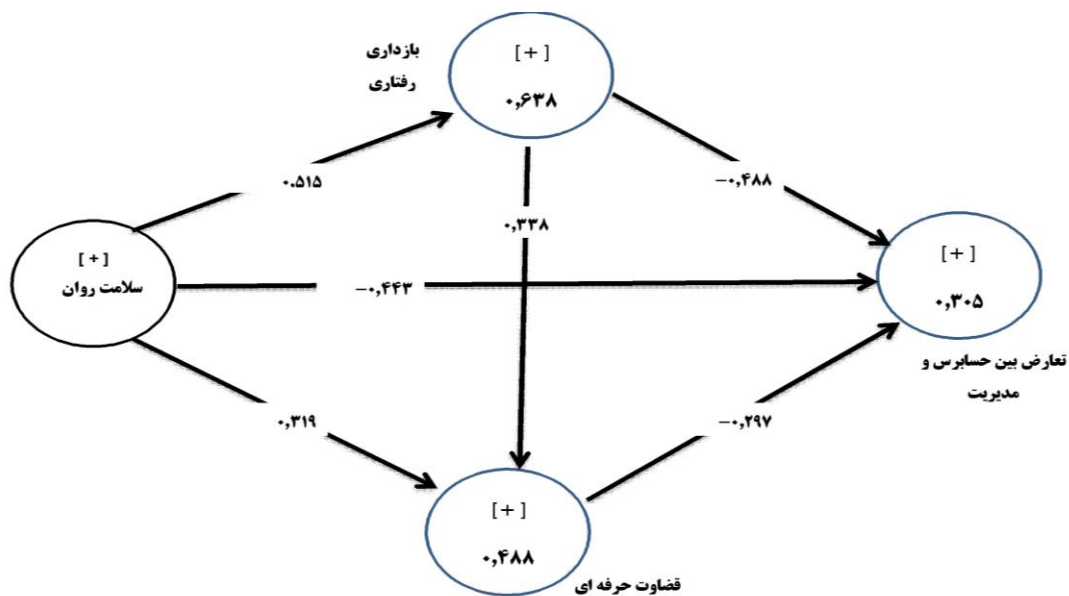 بازداری
رفتاری
[+]
۰,۶۳۸
۰.۵۱۵
−۰,۴۸۸
۰,۳۳۸
[+]
سلامت روان
−۰,۴۴۳
[+]
۰,۳۰۵
تعارض بین حسابرس و
مدیریت
۰,۳۱۹
−۰,۲۹۷
[+]
۰,۴۸۸
قضاوت حرفه ای